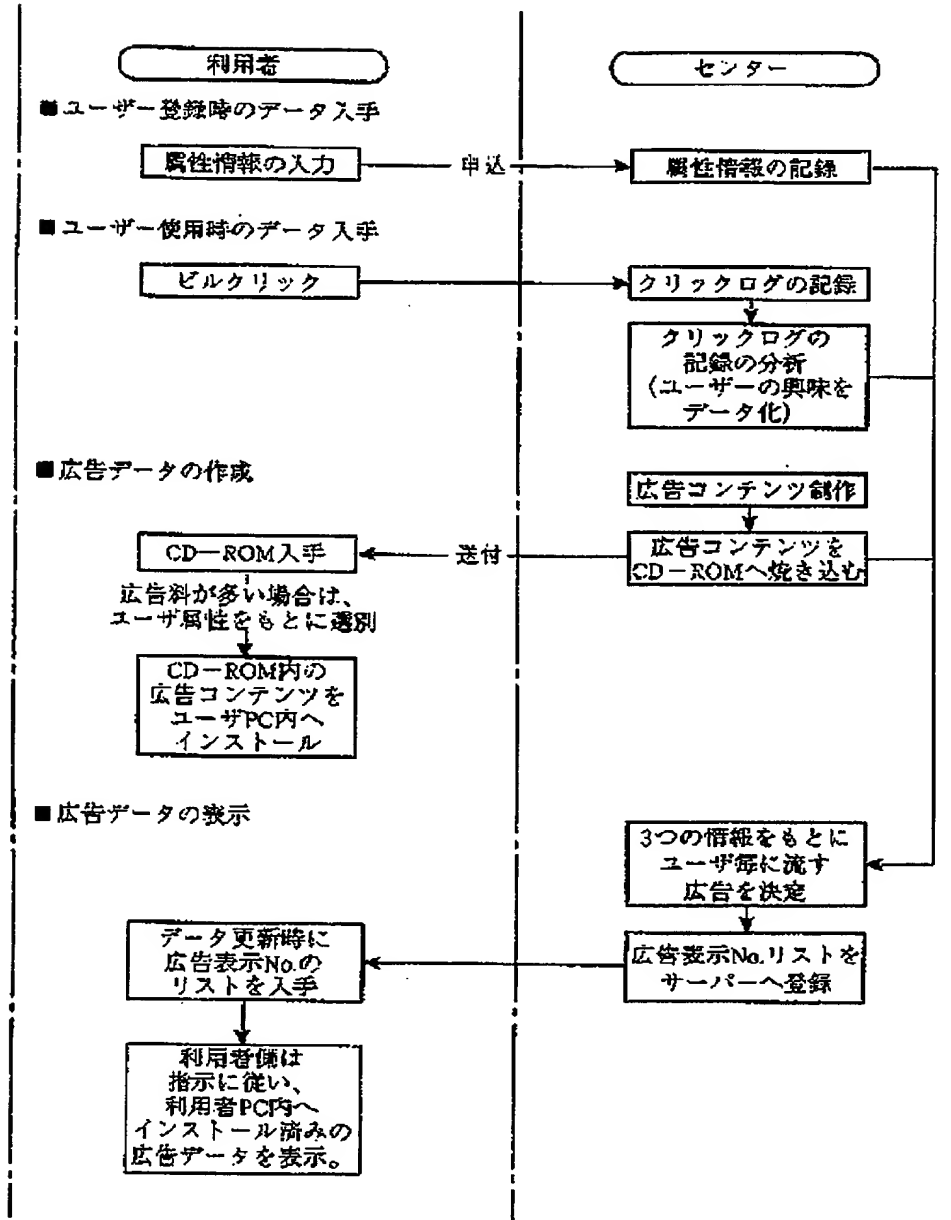 利用者
センター
■ユーザー登録時のデータ入手
属性情報の入力
申込
属性情報の記録
■ユーザー使用時のデータ入手
ビルクリック
クリックログの記録
クリックログの
記録の分析
(ユーザーの興味を
データ化)
■広告データの作成
広告コンテンツ制作
CD-ROM入手
送付
広告コンテンツを
CD-ROMへ焼き込む
広告料が多い場合は、
ユーザ属性をもとに選別
CD-ROM内の
広告コンテンツを
ユーザPC内へ
インストール
■広告データの表示
3つの情報をもとに
ユーザ毎に流す
広告を決定
データ更新時に
広告表示No.の
リストを入手
広告表示No.リストを
サーバーへ登録
利用者側は
指示に従い、
利用者PC内へ
インストール済みの
広告データを表示。